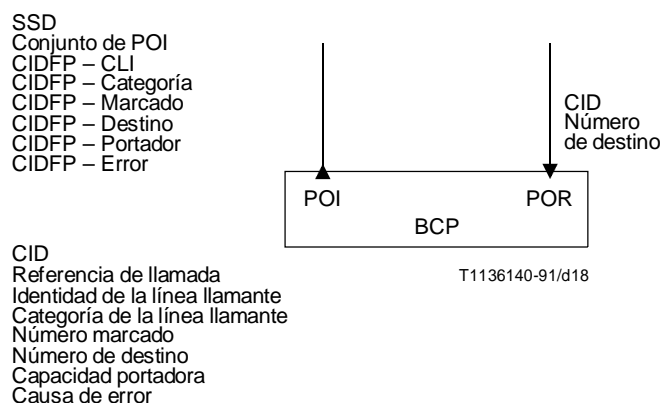 SSD
Conjunto de POI
CIDFP – CLI
CIDFP – Categoría
CIDFP – Marcado
CIDFP – Destino
CIDFP – Portador
CIDFP – Error
CID
Número
de destino
POI
POR
BCP
T1136140-91/d18
CID
Referencia de llamada
Identidad de la línea llamante
Categoría de la línea llamante
Número marcado
Número de destino
Capacidad portadora
Causa de error